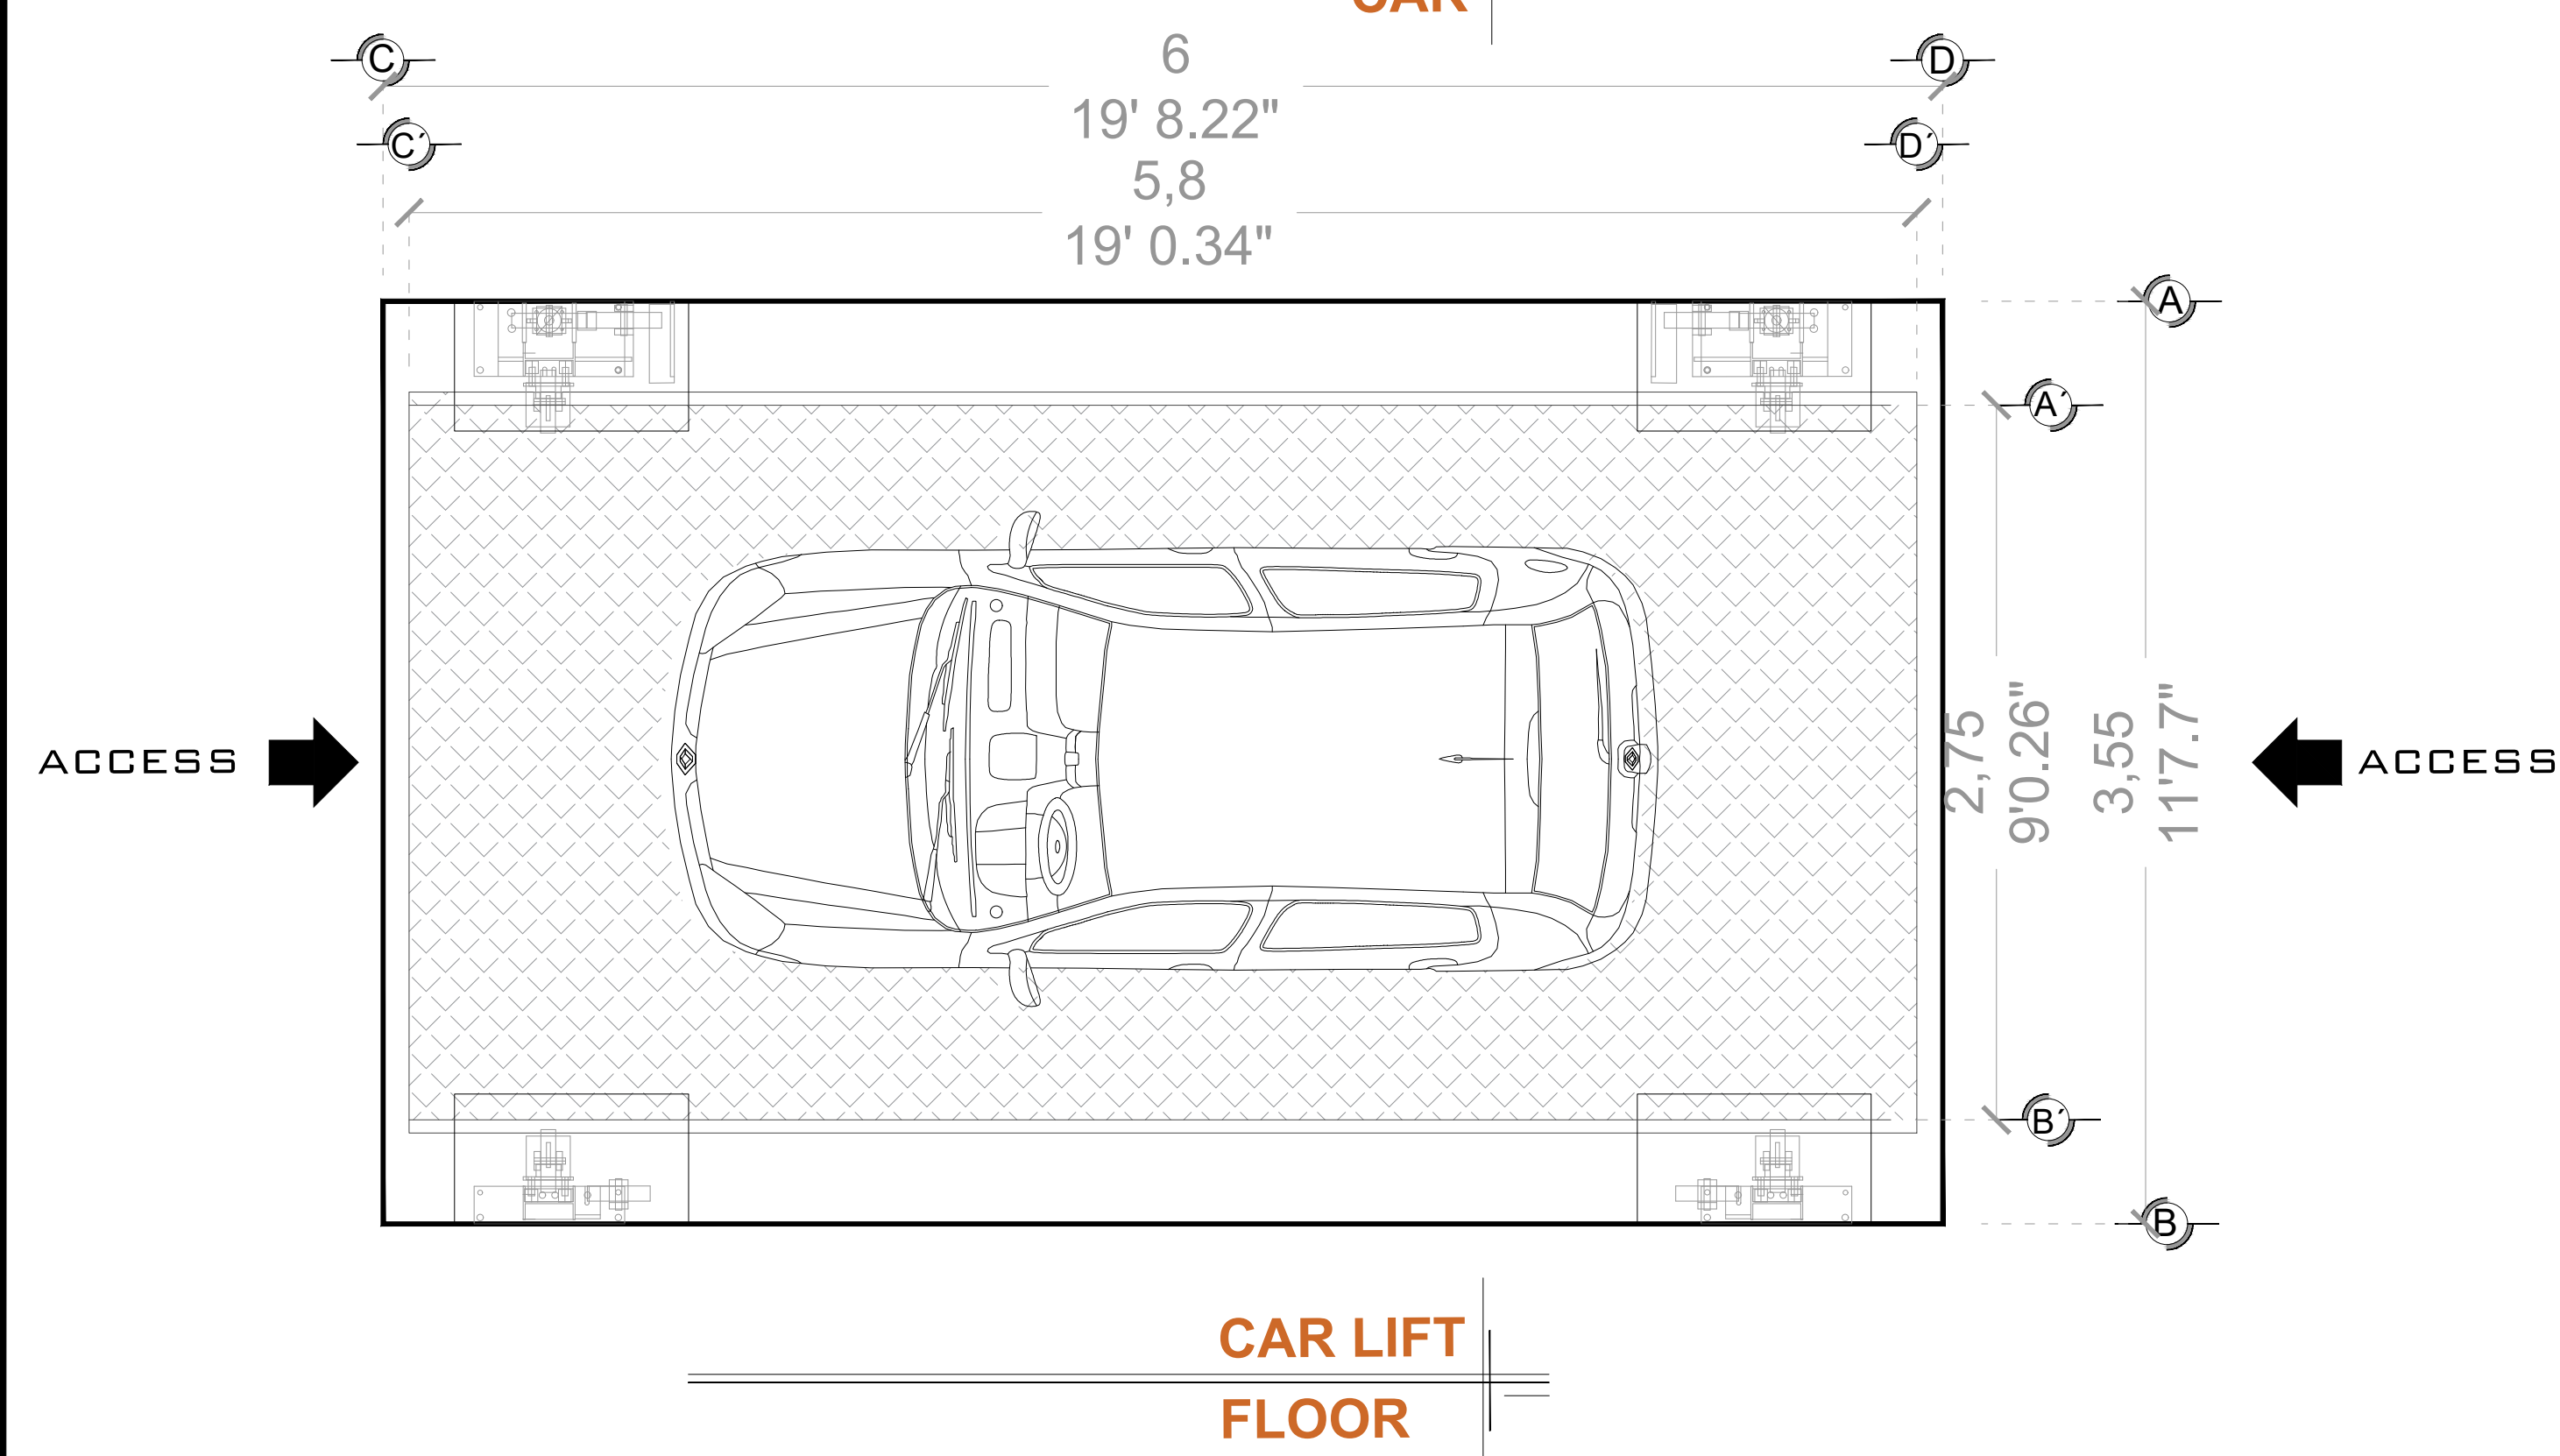 CAR
C
D
6
19' 8.22"
C´
D´
5,8
19' 0.34"
A
A´
ACCESS
2,75
9'0.26"
3,55
11'7.7"
ACCESS
B´
B
CAR LIFT
FLOOR